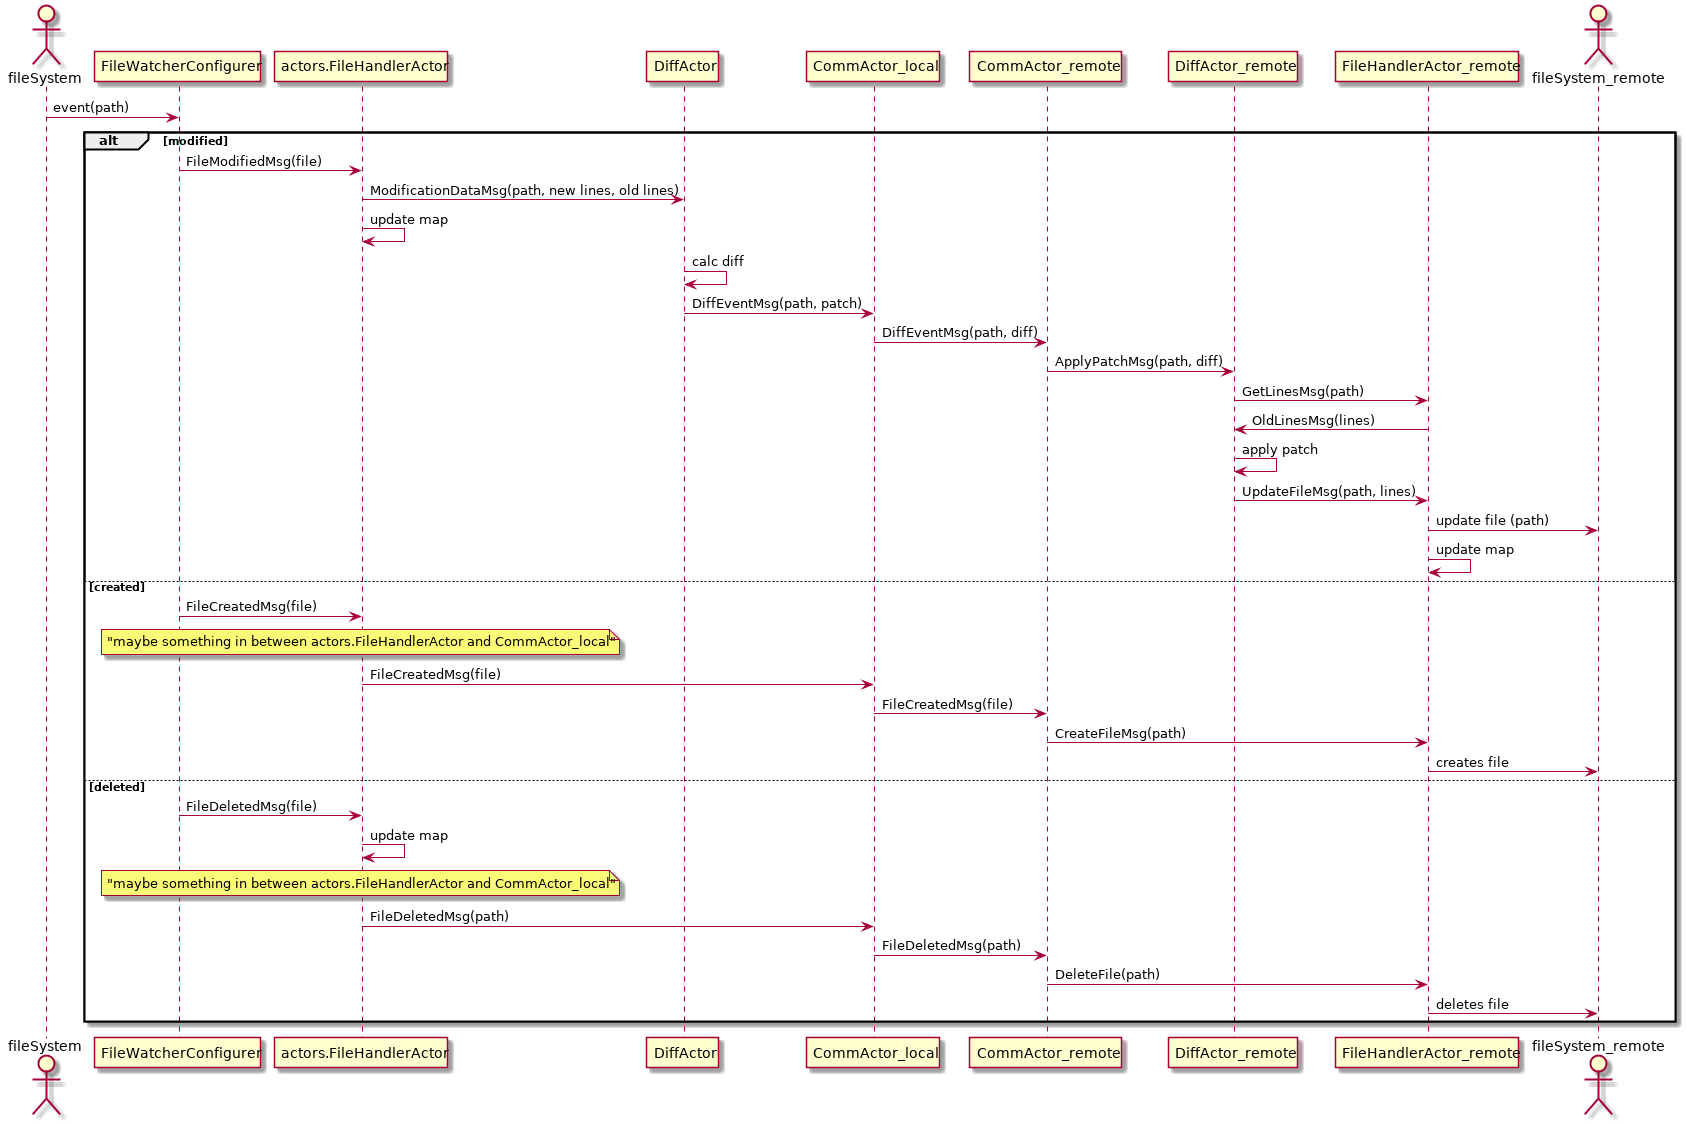 fileSystem
FileWatcherConfigurer
actors.FileHandlerActor
DiffActor
CommActor_local
CommActor_remote
DiffActor_remote
FileHandlerActor_remote
fileSystem_remote
event(path)
alt [modified]
FileModifiedMsg(file)
ModificationDataMsg(path, new lines, old lines)
update map
calc diff
DiffEventMsg(path, patch)
DiffEventMsg(path, diff)
ApplyPatchMsg(path, diff)
GetLinesMsg(path)
OldLinesMsg(lines)
apply patch
UpdateFileMsg(path, lines)
update file (path)
update map
[created]
FileCreatedMsg(file)
"maybe something in between actors.FileHandlerActor and CommActor_local"
FileCreatedMsg(file)
FileCreatedMsg(file)
CreateFileMsg(path)
creates file
[deleted]
FileDeletedMsg(file)
update map
"maybe something in between actors.FileHandlerActor and CommActor_local"
FileDeletedMsg(path)
FileDeletedMsg(path)
DeleteFile(path)
deletes file
fileSystem
FileWatcherConfigurer
actors.FileHandlerActor
DiffActor
CommActor_local
CommActor_remote
DiffActor_remote
FileHandlerActor_remote
fileSystem_remote